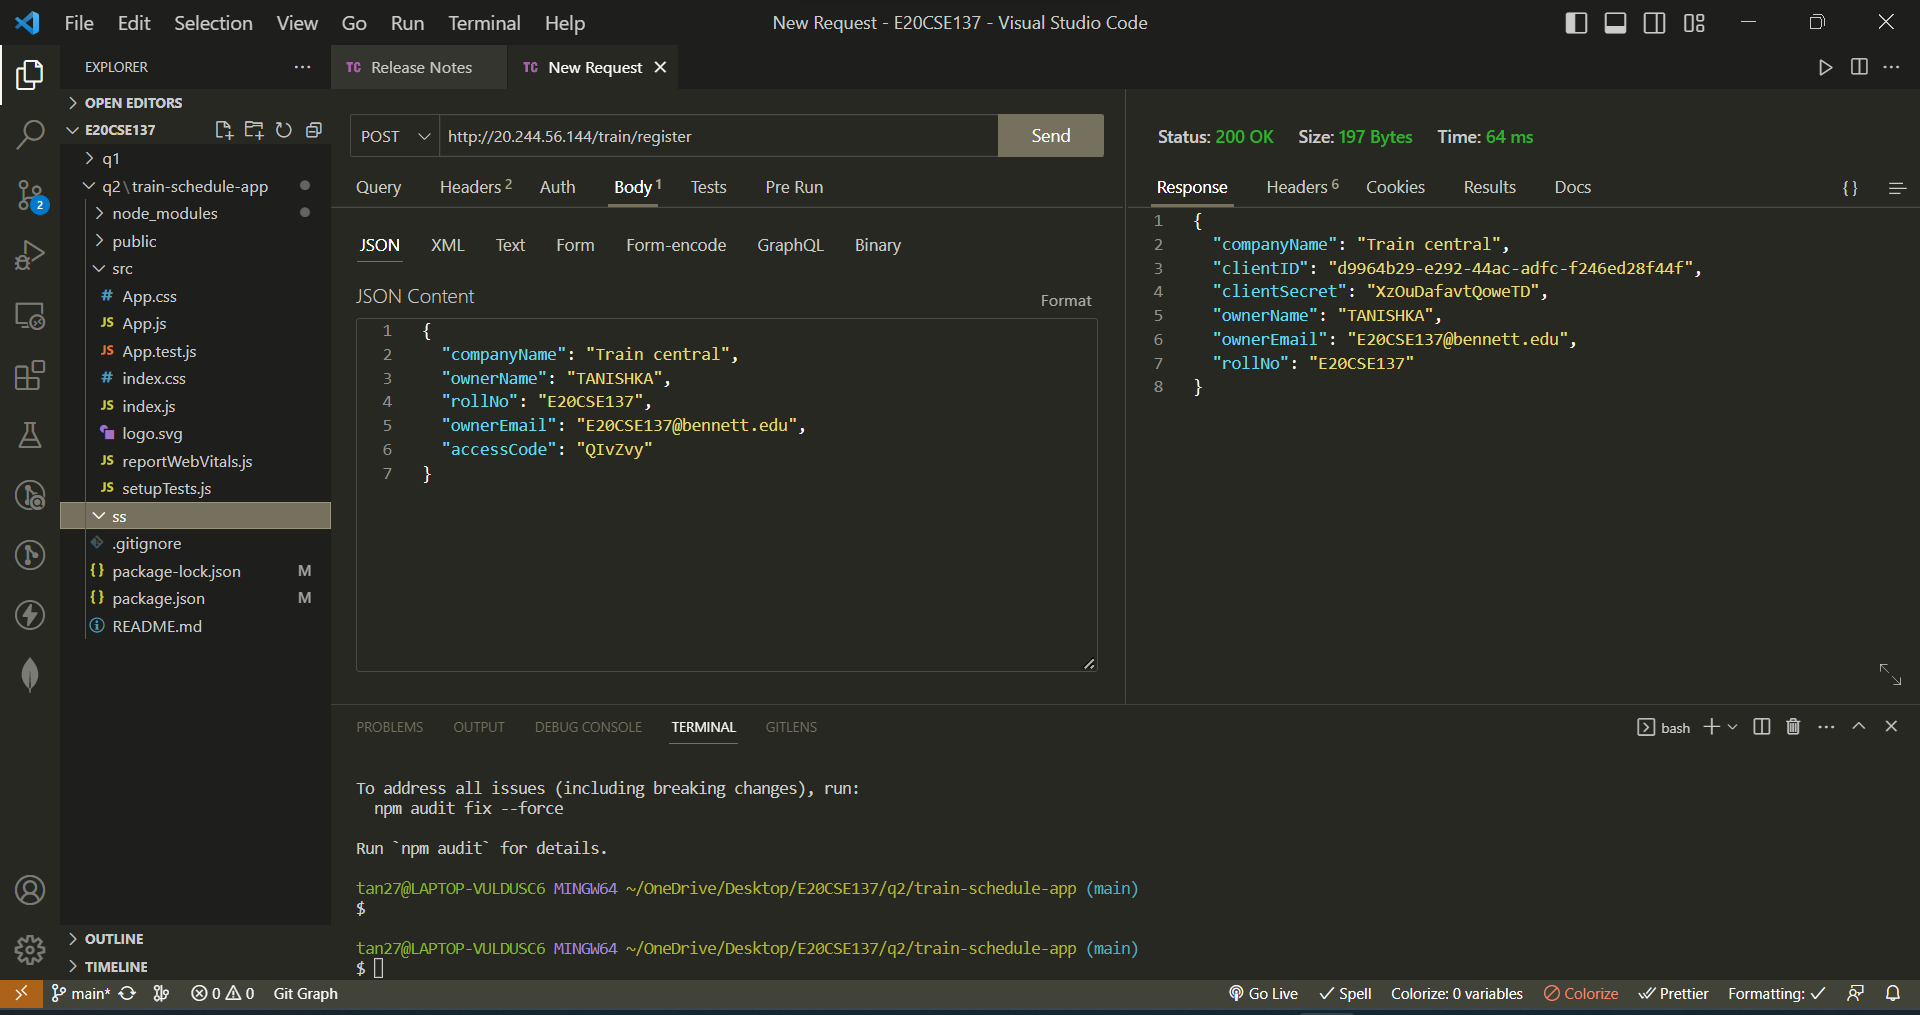 File Edit Selection View Go Run Terminal Help
New Request - E20CSE137 - Visual Studio Code
EXPLORER
TC Release Notes
TC New Request
OPEN EDITORS
E20CSE137
q1
q2\train-schedule-app
node_modules
public
src
# App.css
JS App.js
JS App.test.js
# index.css
JS index.js
logo.svg
JS reportWebVitals.js
JS setupTests.js
ss
.gitignore
{} package-lock.json M
{} package.json M
README.md
OUTLINE
TIMELINE
2
POST
http://20.244.56.144/train/register
Send
Query Headers 2 Auth Body 1 Tests Pre Run
JSON XML Text Form Form-encode GraphQL Binary
JSON Content
Format
1 {
2 "companyName": "Train central",
3 "ownerName": "TANISHKA",
4 "rollNo": "E20CSE137",
5 "ownerEmail": "E20CSE137@bennett.edu",
6 "accessCode": "QIvZvy"
7 }
Status: 200 OK Size: 197 Bytes Time: 64 ms
Response Headers 6 Cookies Results Docs {}
1 {
2 "companyName": "Train central",
3 "clientID": "d9964b29-e292-44ac-adfc-f246ed28f44f",
4 "clientSecret": "XzOuDafavtQoweTD",
5 "ownerName": "TANISHKA",
6 "ownerEmail": "E20CSE137@bennett.edu",
7 "rollNo": "E20CSE137"
8 }
PROBLEMS OUTPUT DEBUG CONSOLE TERMINAL GITLENS
bash
To address all issues (including breaking changes), run:
npm audit fix --force
Run `npm audit` for details.
tan27@LAPTOP-VULDUSC6 MINGW64 ~/OneDrive/Desktop/E20CSE137/q2/train-schedule-app (main)
$
tan27@LAPTOP-VULDUSC6 MINGW64 ~/OneDrive/Desktop/E20CSE137/q2/train-schedule-app (main)
$
main* 0 0 Git Graph
Go Live Spell Colorize: 0 variables Colorize Prettier Formatting: